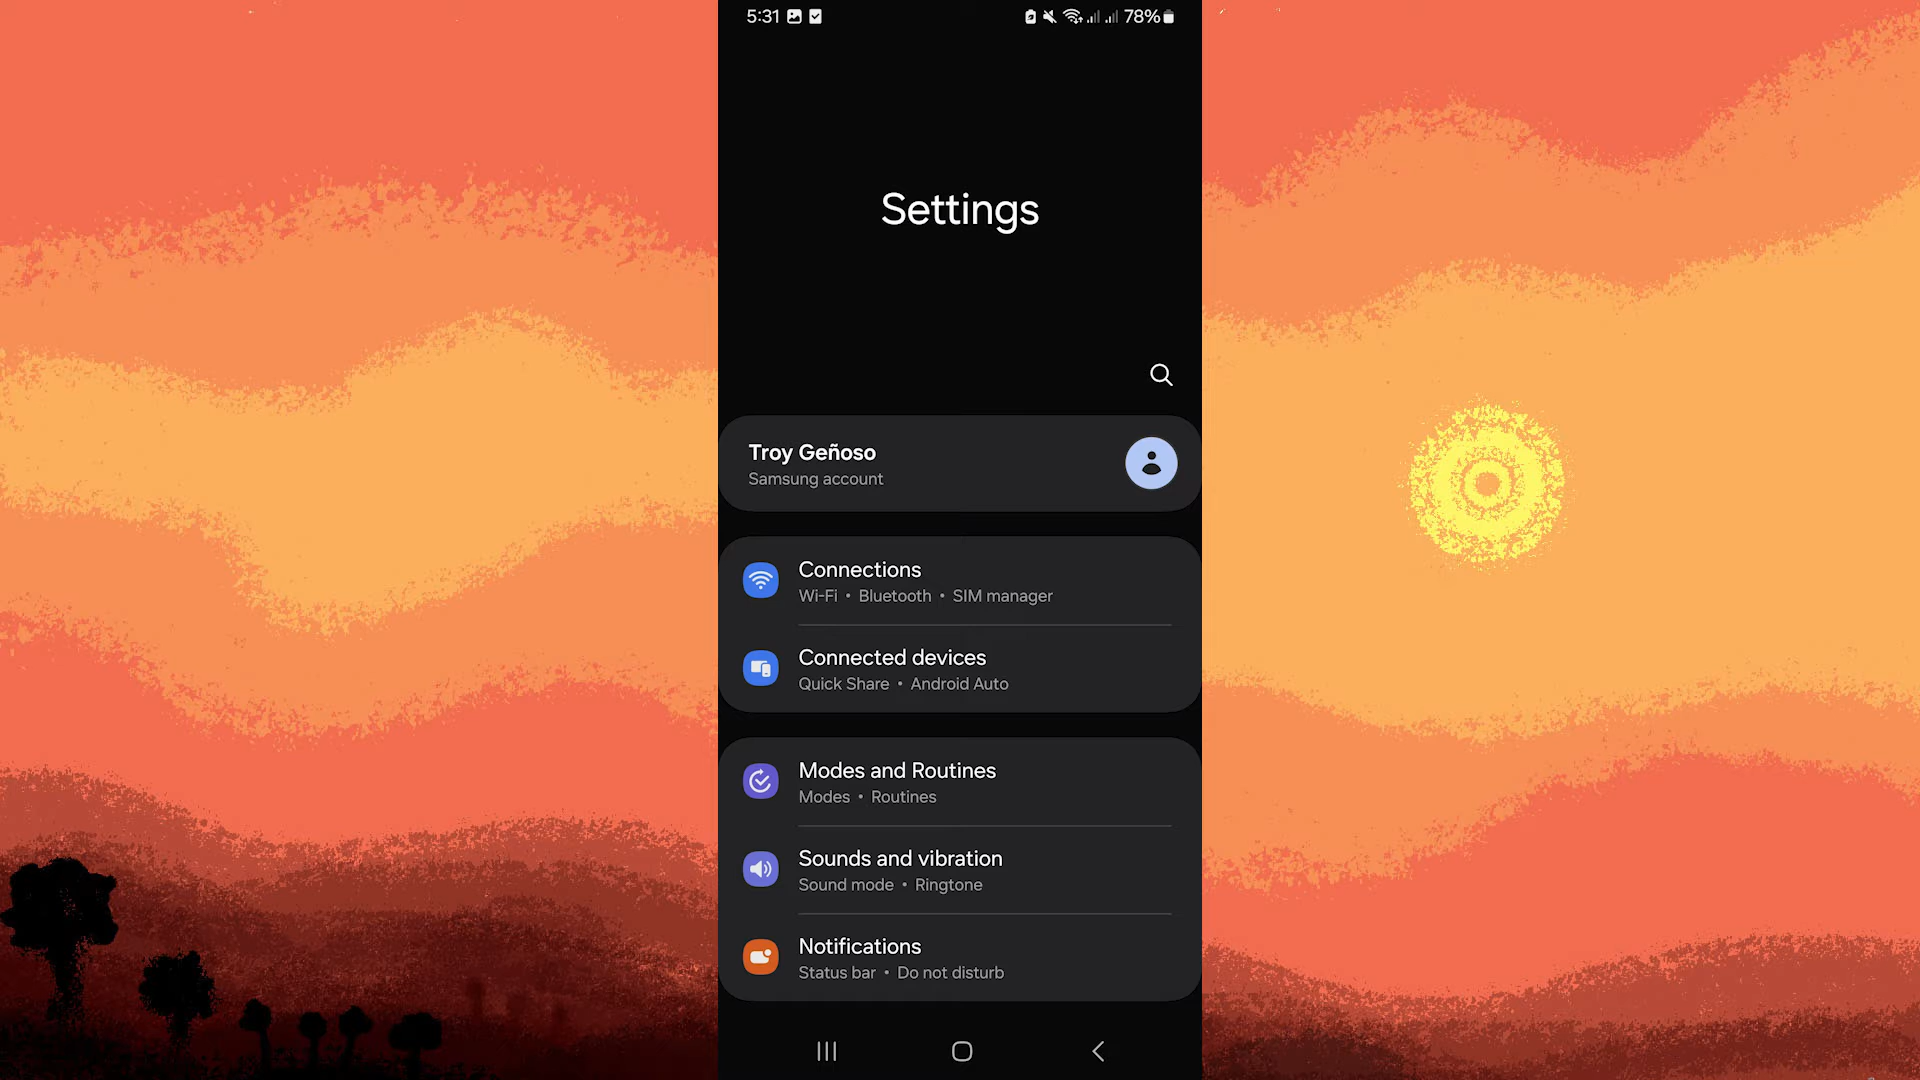 5:31
78%
Settings
Troy Geñoso
Samsung account
Connections
Wi-Fi • Bluetooth • SIM manager
Connected devices
Quick Share • Android Auto
Modes and Routines
Modes • Routines
Sounds and vibration
Sound mode • Ringtone
Notifications
Status bar • Do not disturb